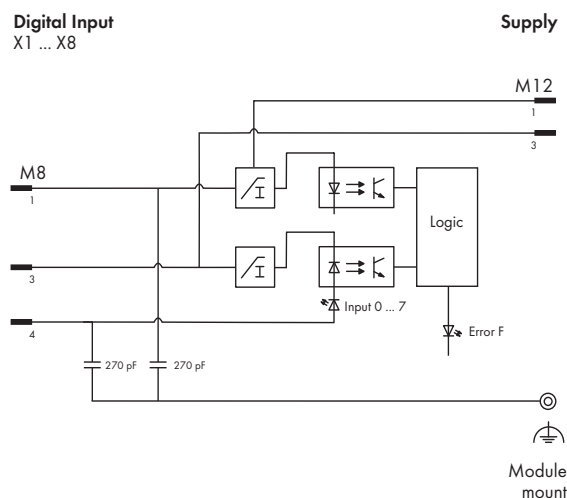 Digital Input
X1 ... X8
Supply
M12
1
3
M8
1
3
4
I
I
Logic
Input 0 ... 7
Error F
270 pF
270 pF
Module
mount